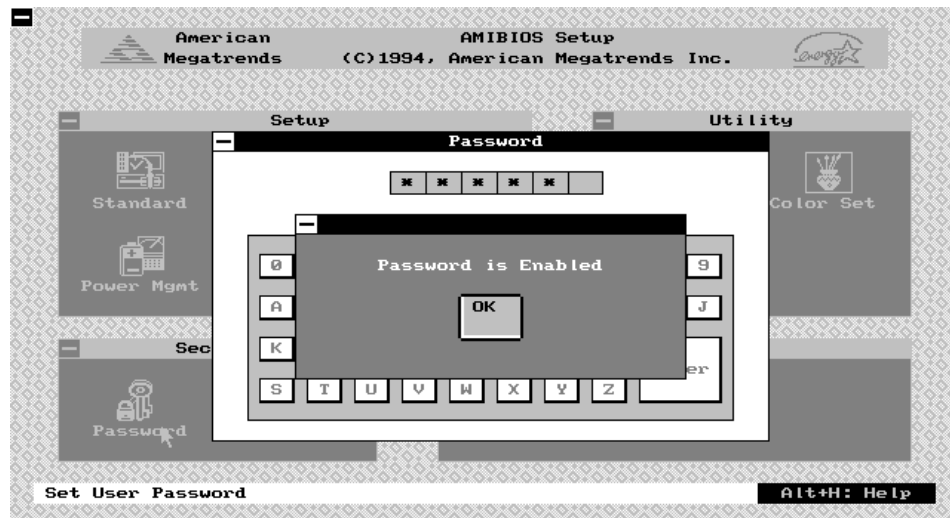 American
Megatrends
AMIBIOS Setup
(C)1994, American Megatrends Inc.
energy
Setup
Utility
Password
Standard
* * * * *
Color Set
Password is Enabled
Power Mgmt
0
9
A
OK
J
K
er
Sec
S T U V W X Y Z
Password
Set User Password
Alt+H: Help